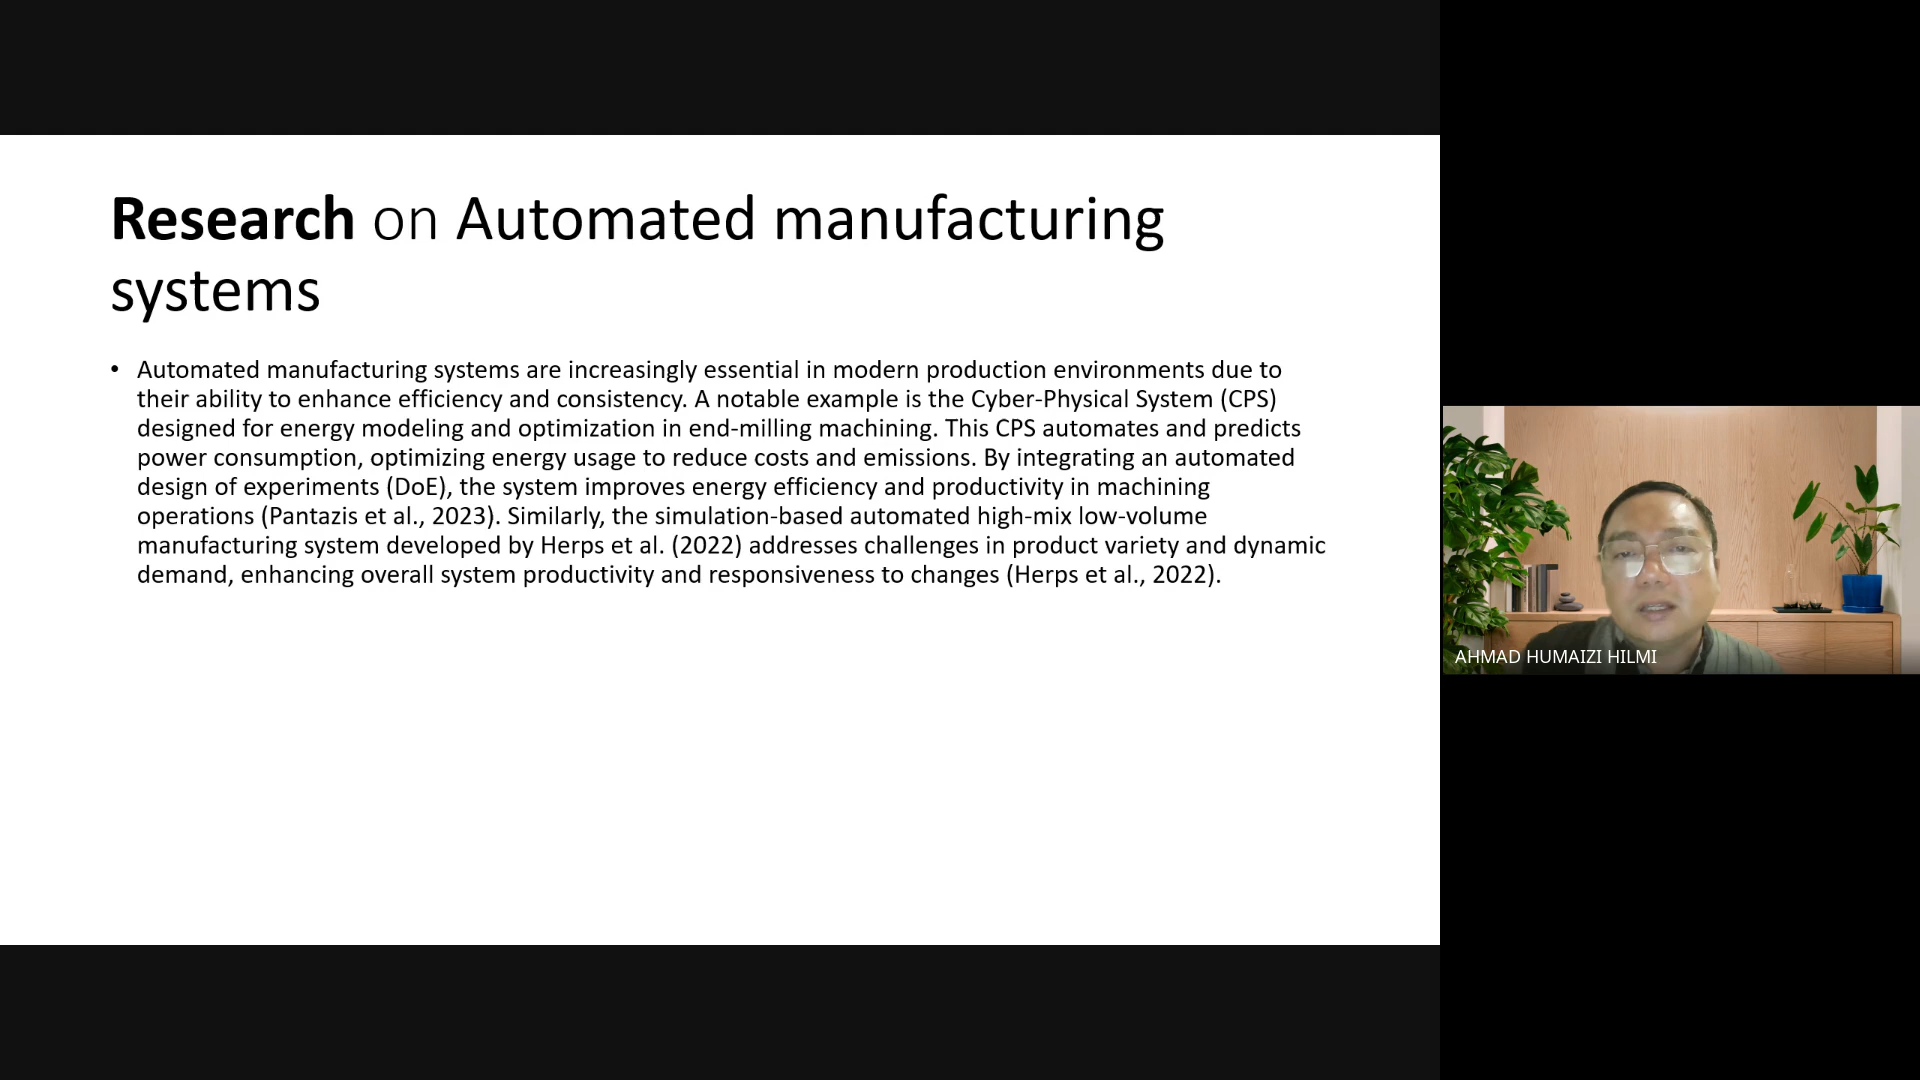 Research on Automated manufacturing
systems
• Automated manufacturing systems are increasingly essential in modern production environments due to
their ability to enhance efficiency and consistency. A notable example is the Cyber-Physical System (CPS)
designed for energy modeling and optimization in end-milling machining. This CPS automates and predicts
power consumption, optimizing energy usage to reduce costs and emissions. By integrating an automated
design of experiments (DoE), the system improves energy efficiency and productivity in machining
operations (Pantazis et al., 2023). Similarly, the simulation-based automated high-mix low-volume
manufacturing system developed by Herps et al. (2022) addresses challenges in product variety and dynamic
demand, enhancing overall system productivity and responsiveness to changes (Herps et al., 2022).
AHMAD HUMAIZI HILMI